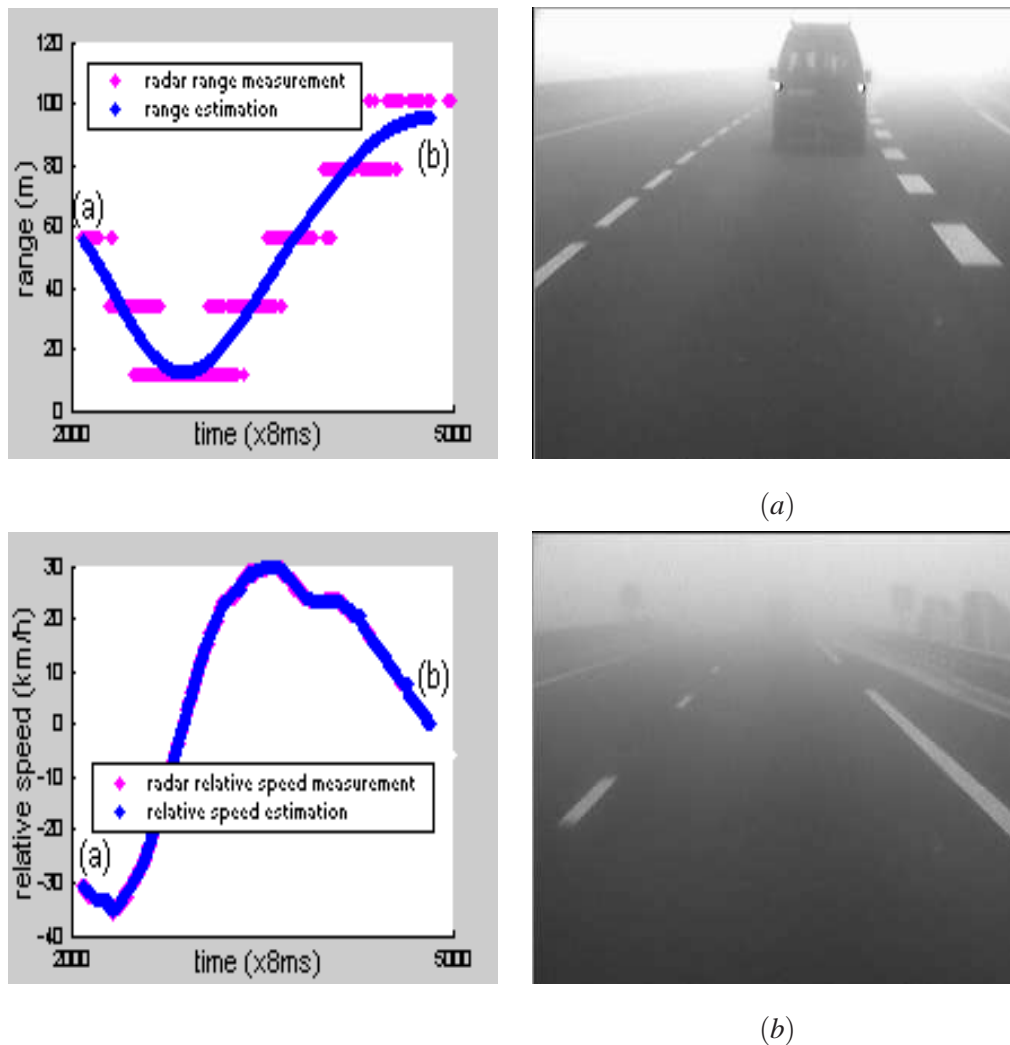 120
100
80
60
40
20
0
range (m)
radar range measurement
range estimation
(a)
(b)
2000
time (x8ms)
5000
(a)
30
20
10
0
-10
-20
-30
-40
relative speed (km/h)
(b)
radar relative speed measurement
relative speed estimation
(a)
2000
time (x8ms)
5000
(b)